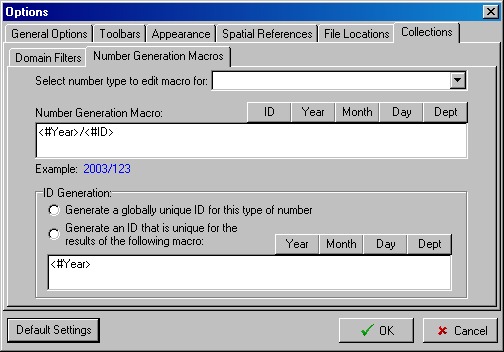 Options
General Options Toolbars Appearance Spatial References File Locations Collections
Domain Filters Number Generation Macros
Select number type to edit macro for:
Number Generation Macro: ID Year Month Day Dept
<#Year>/<#ID>
Example: 2003/123
ID Generation:
Generate a globally unique ID for this type of number
Generate an ID that is unique for the
results of the following macro: Year Month Day Dept
<#Year>
Default Settings OK Cancel